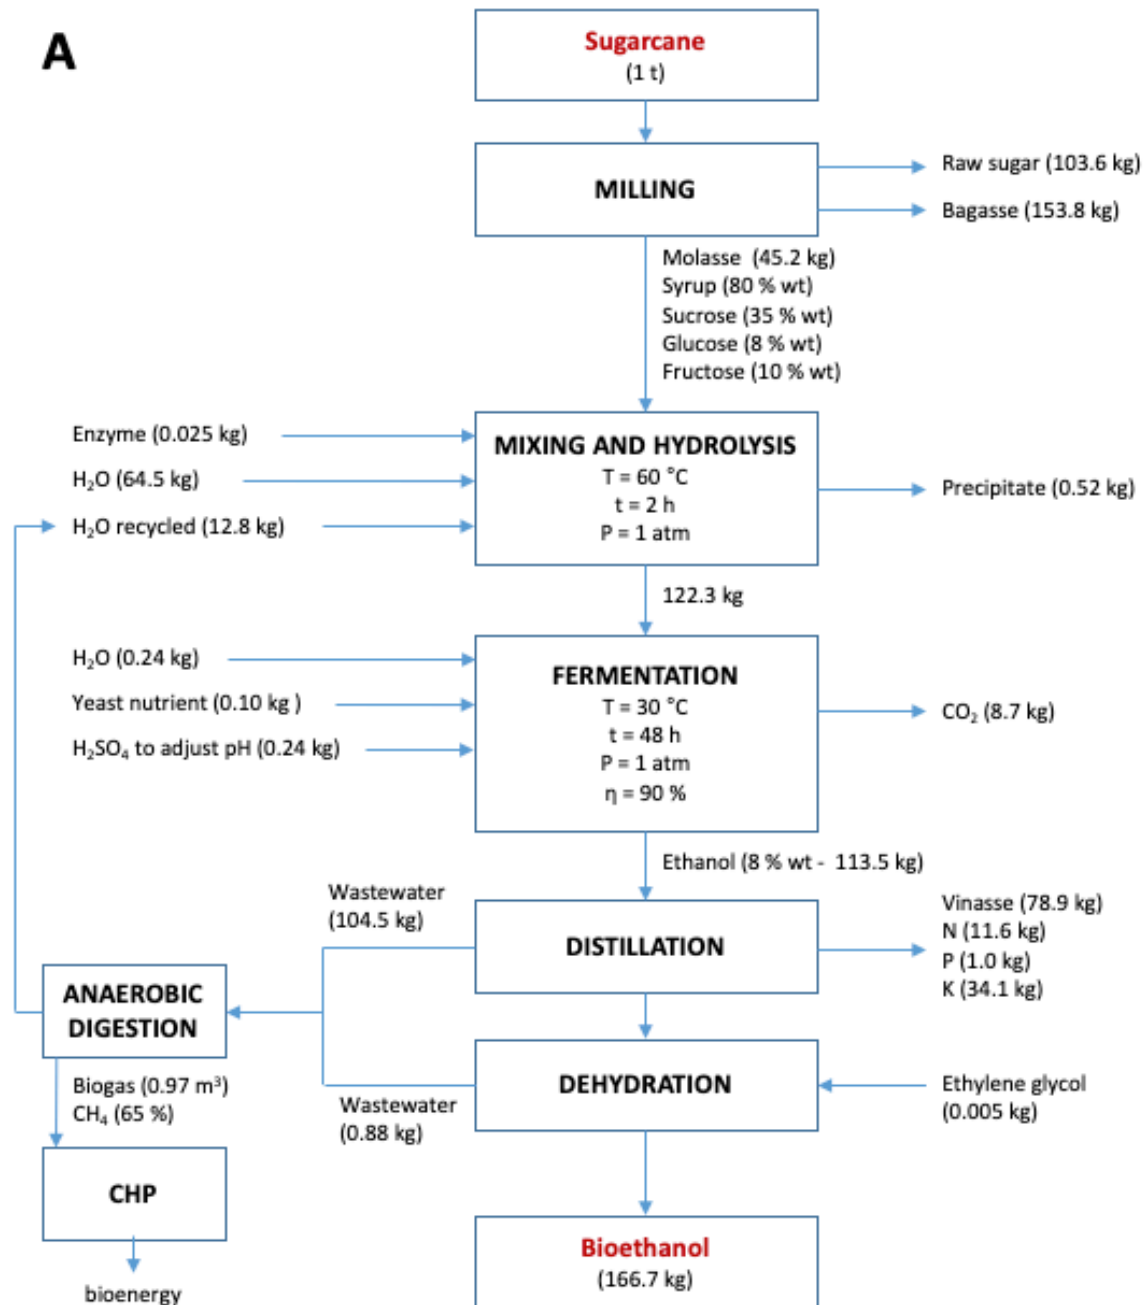 A
Sugarcane
(1 t)
MILLING
Raw sugar (103.6 kg)
Bagasse (153.8 kg)
Molasse (45.2 kg)
Syrup (80 % wt)
Sucrose (35 % wt)
Glucose (8 % wt)
Fructose (10 % wt)
Enzyme (0.025 kg)
H₂O (64.5 kg)
H₂O recycled (12.8 kg)
MIXING AND HYDROLYSIS
T = 60 °C
t = 2 h
P = 1 atm
Precipitate (0.52 kg)
122.3 kg
H₂O (0.24 kg)
Yeast nutrient (0.10 kg )
H₂SO₄ to adjust pH (0.24 kg)
FERMENTATION
T = 30 °C
t = 48 h
P = 1 atm
η = 90 %
CO₂ (8.7 kg)
Ethanol (8 % wt - 113.5 kg)
Wastewater
(104.5 kg)
DISTILLATION
Vinasse (78.9 kg)
N (11.6 kg)
P (1.0 kg)
K (34.1 kg)
ANAEROBIC
DIGESTION
DEHYDRATION
Ethylene glycol
(0.005 kg)
Wastewater
(0.88 kg)
Biogas (0.97 m³)
CH₄ (65 %)
CHP
bioenergy
Bioethanol
(166.7 kg)